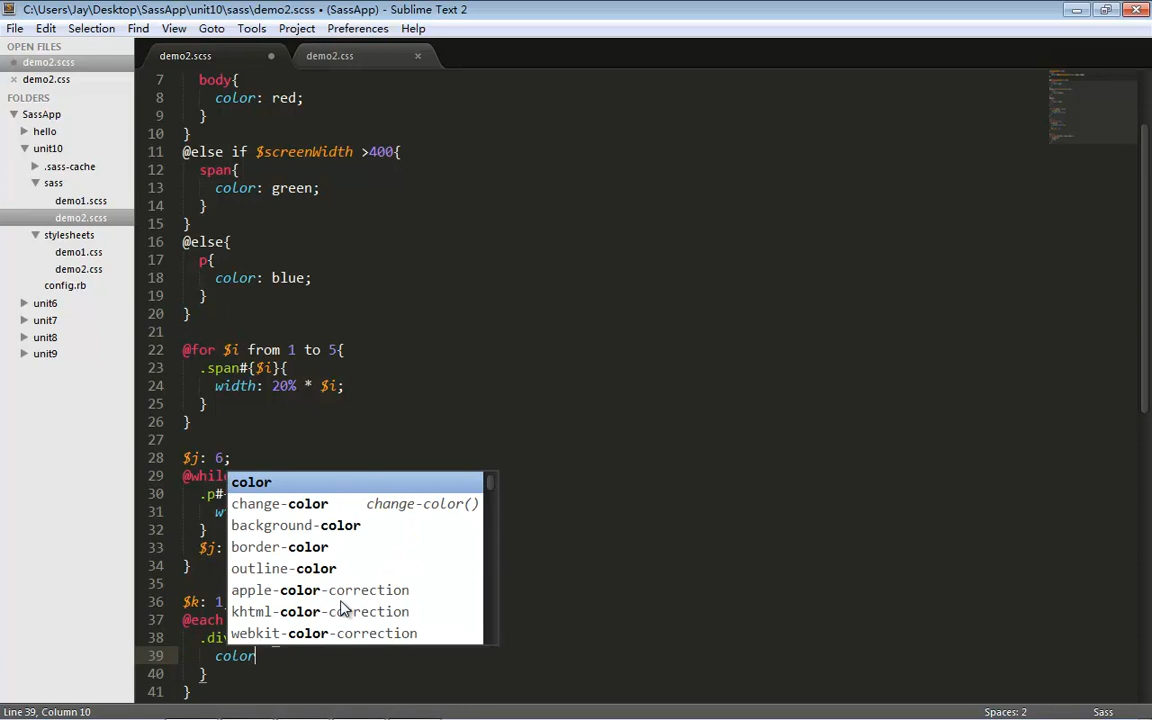 C:\Users\Jay\Desktop\SassApp\unit10\sass\demo2.scss • (SassApp) - Sublime Text 2
File Edit Selection Find View Goto Tools Project Preferences Help
OPEN FILES
demo2.scss
demo2.css
FOLDERS
SassApp
hello
unit10
.sass-cache
sass
demo1.scss
demo2.scss
stylesheets
demo1.css
demo2.css
config.rb
unit6
unit7
unit8
unit9
demo2.scss demo2.css
7 body{
8 color: red;
9 }
10 }
11 @else if $screenWidth >400{
12 span{
13 color: green;
14 }
15 }
16 @else{
17 p{
18 color: blue;
19 }
20 }
21
22 @for $i from 1 to 5{
23 .span#{$i}{
24 width: 20% * $i;
25 }
26 }
27
28 $j: 6;
29 @whil
30 .p#
31 w
32 }
33 $j:
34 }
35
36 $k: 1
37 @each
38 .di
39 color
40 }
41 }
color
change-color change-color()
background-color
border-color
outline-color
apple-color-correction
khtml-color-correction
webkit-color-correction
Line 39, Column 10 Spaces: 2 Sass